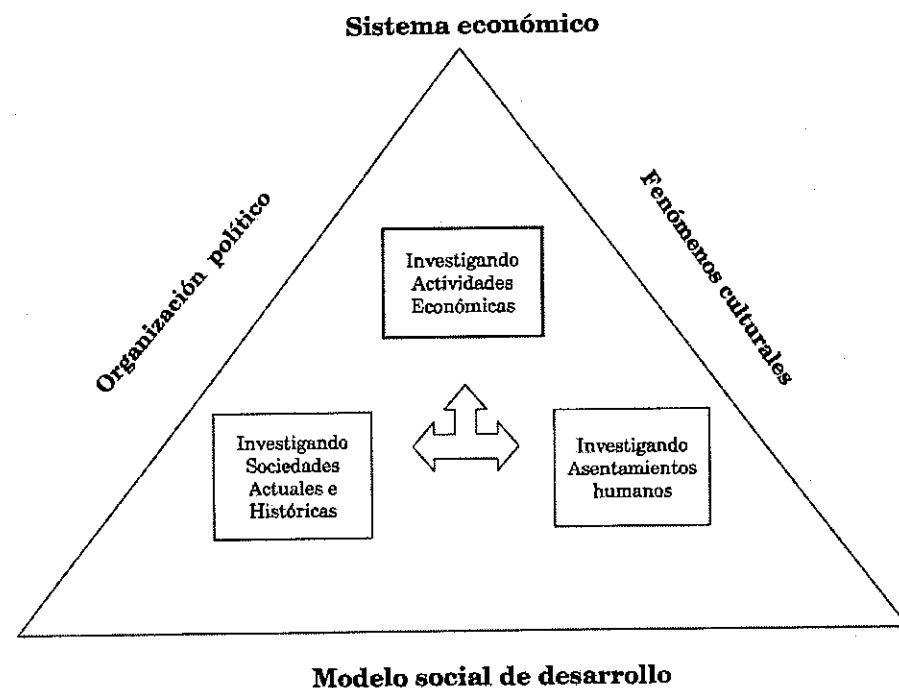 Sistema económico
Organización político
Fenómenos culturales
Investigando
Actividades
Económicas
Investigando
Sociedades
Actuales e
Históricas
Investigando
Asentamientos
humanos
Modelo social de desarrollo